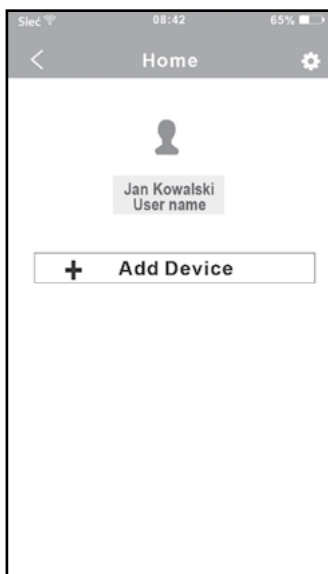 Sieć 08:42 65%
Home
Jan Kowalski
User name
+ Add Device